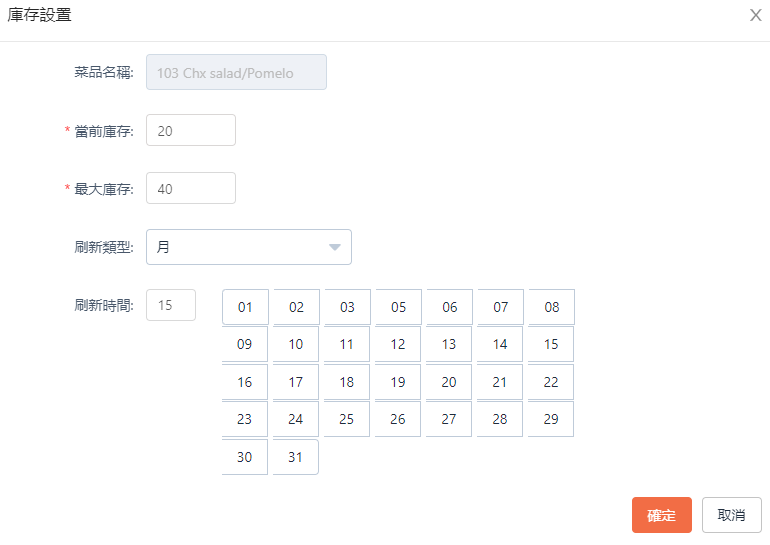 庫存設置 X
菜品名稱: 103 Chx salad/Pomelo
* 當前庫存: 20
* 最大庫存: 40
刷新類型: 月
刷新時間: 15 01 02 03 05 06 07 08
09 10 11 12 13 14 15
16 17 18 19 20 21 22
23 24 25 26 27 28 29
30 31
確定 取消